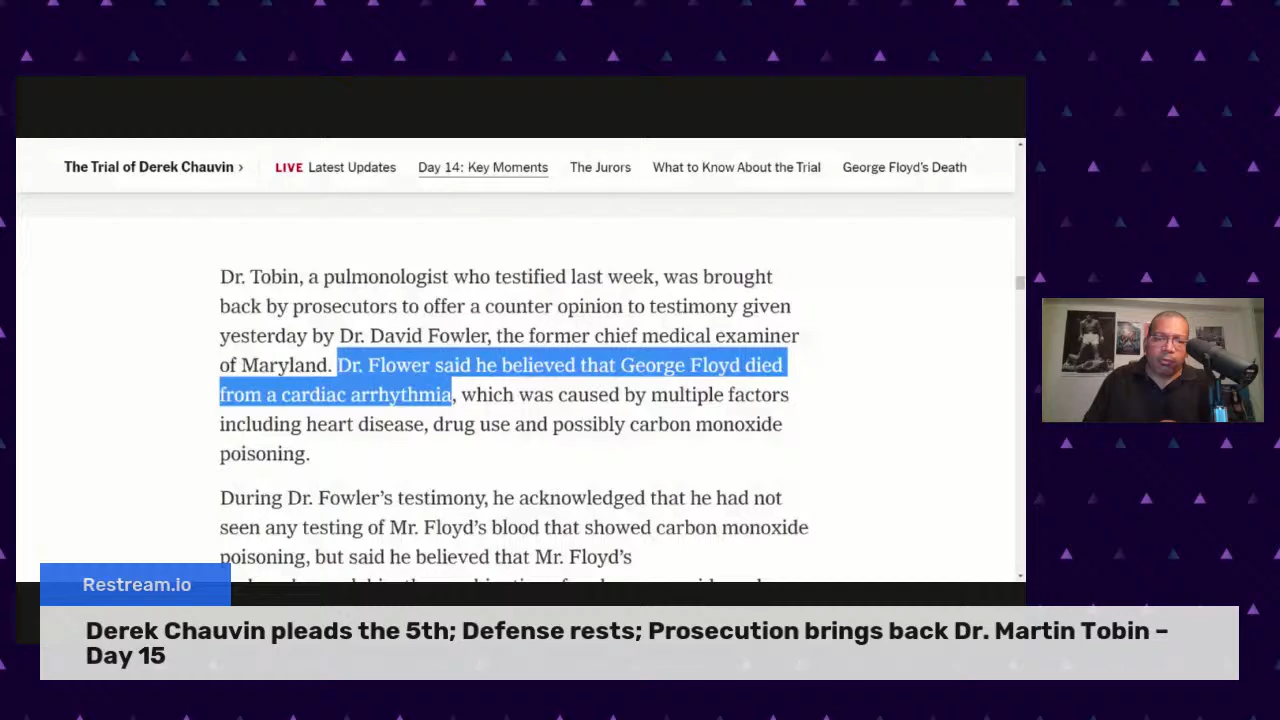 The Trial of Derek Chauvin ›
LIVE Latest Updates
Day 14: Key Moments
The Jurors
What to Know About the Trial
George Floyd’s Death
Dr. Tobin, a pulmonologist who testified last week, was brought
back by prosecutors to offer a counter opinion to testimony given
yesterday by Dr. David Fowler, the former chief medical examiner
of Maryland. Dr. Flower said he believed that George Floyd died
from a cardiac arrhythmia, which was caused by multiple factors
including heart disease, drug use and possibly carbon monoxide
poisoning.
During Dr. Fowler’s testimony, he acknowledged that he had not
seen any testing of Mr. Floyd’s blood that showed carbon monoxide
poisoning, but said he believed that Mr. Floyd’s
Restream.io
Derek Chauvin pleads the 5th; Defense rests; Prosecution brings back Dr. Martin Tobin –
Day 15